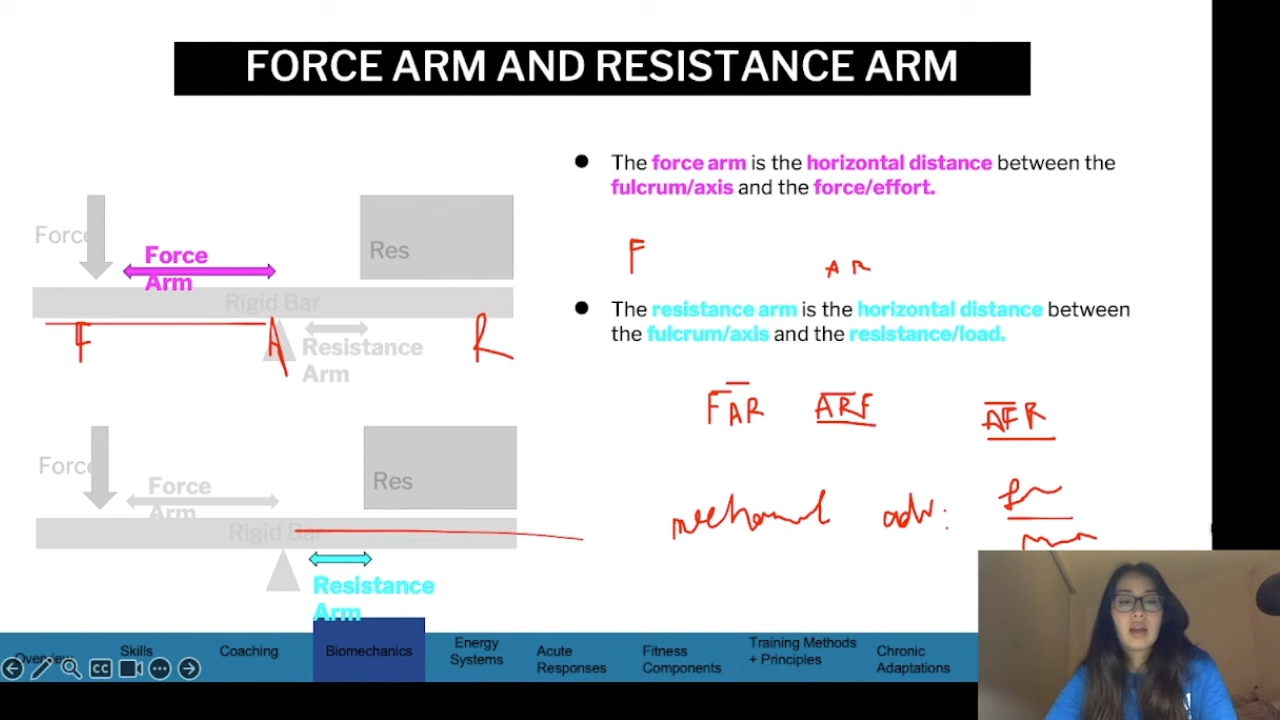 FORCE ARM AND RESISTANCE ARM
The force arm is the horizontal distance between the
fulcrum/axis and the force/effort.
Force
Force
Arm
Res
Rigid Bar
F
A R
F
A
R
Resistance
Arm
The resistance arm is the horizontal distance between
the fulcrum/axis and the resistance/load.
FAR ARF AFR
Force
Force
Arm
Res
Rigid Bar
mechanical adv:
Resistance
Arm
Skills
Coaching
Biomechanics
Energy
Systems
Acute
Responses
Fitness
Components
Training Methods
+ Principles
Chronic
Adaptations
CC